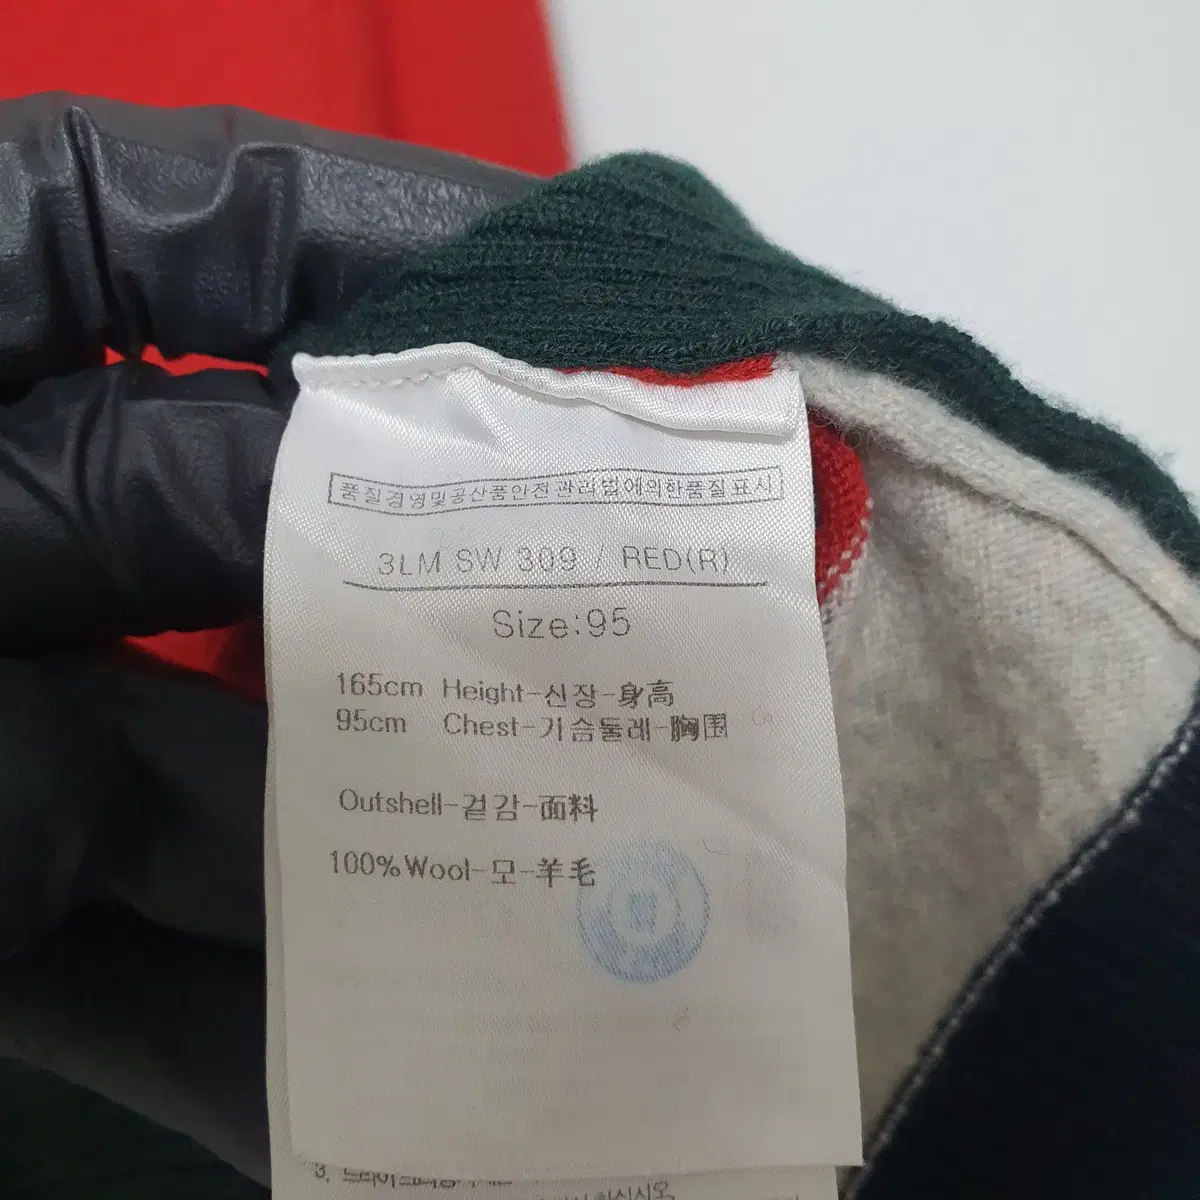 품질경영및공산품안전관리법에의한품질표시
3LM SW 309 / RED(R)
Size:95
165cm Height-신장-身高
95cm Chest-가슴둘레-胸围
Outshell-겉감-面料
100%Wool-모-羊毛
3.